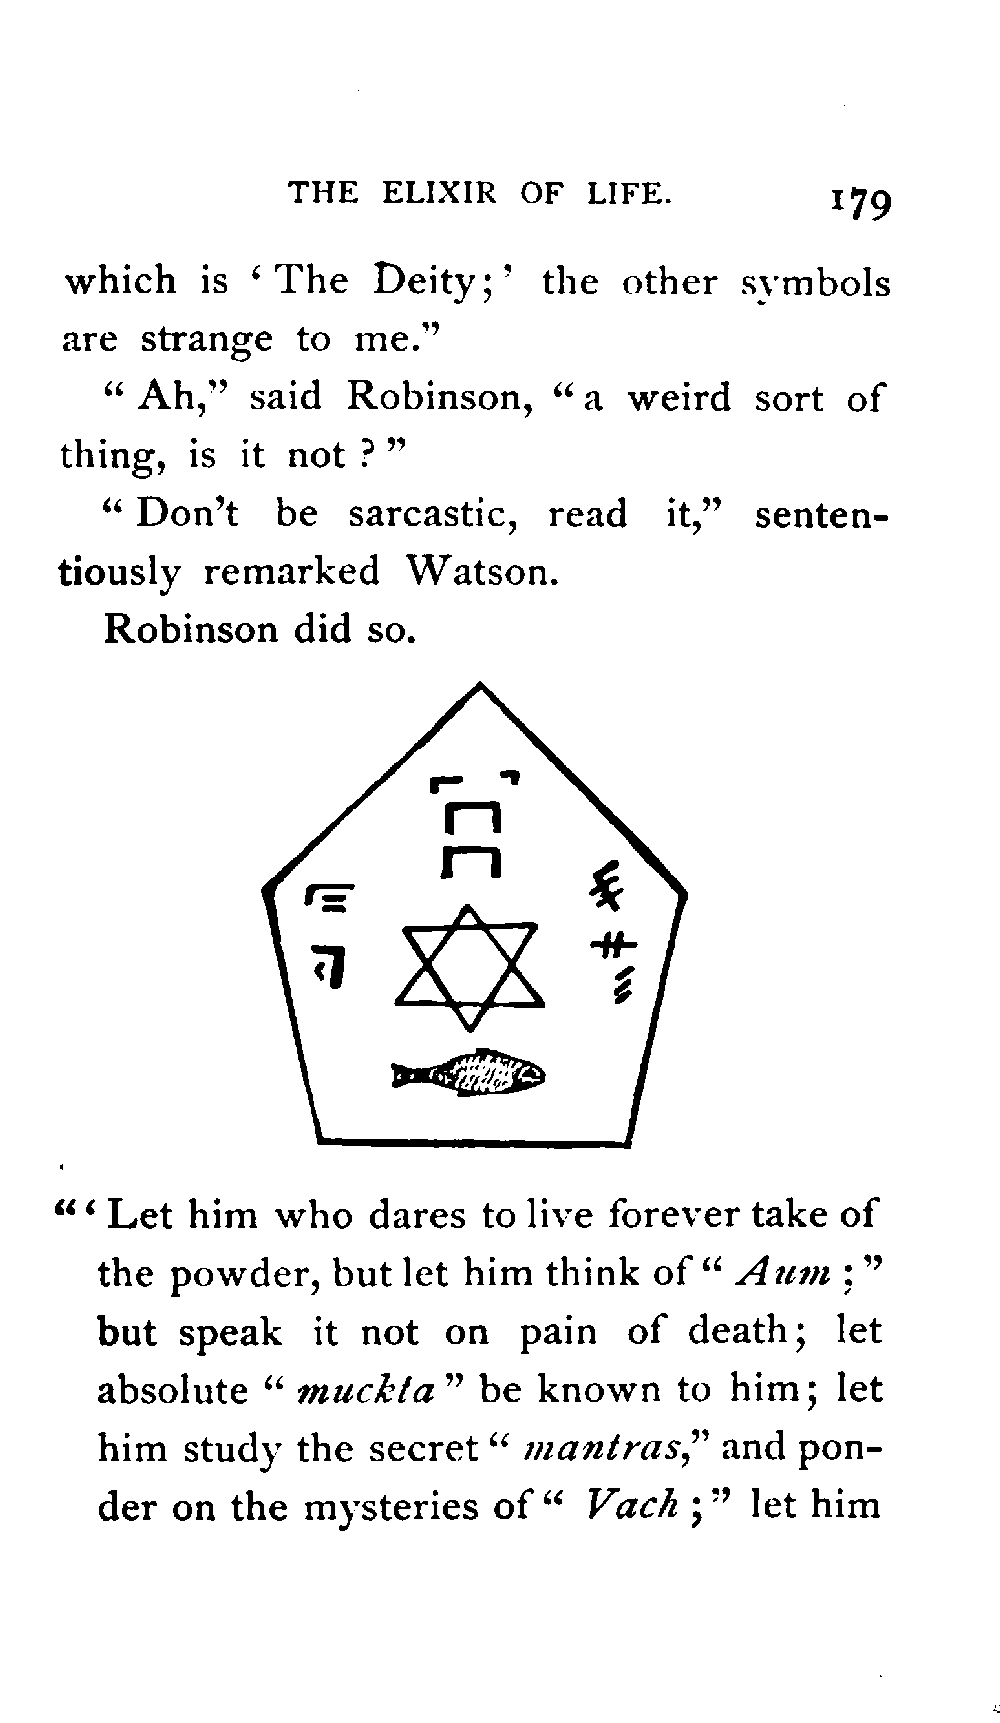 THE ELIXIR OF LIFE. 179
which is ‘ The Deity; ’ the other symbols
are strange to me.”
“ Ah,” said Robinson, “ a weird sort of
thing, is it not ? ”
“ Don’t be sarcastic, read it,” senten-
tiously remarked Watson.
Robinson did so.
“ ‘ Let him who dares to live forever take of
the powder, but let him think of “ Aum ; ”
but speak it not on pain of death; let
absolute “ muckta ” be known to him; let
him study the secret “ mantras,” and pon-
der on the mysteries of “ Vach ; ” let him